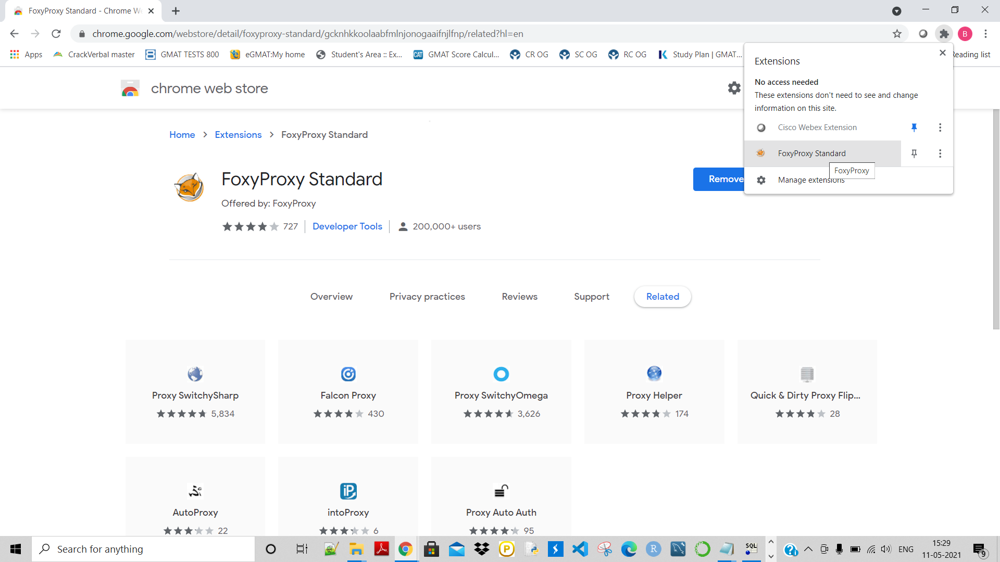 FoxyProxy Standard - Chrome We
chrome.google.com/webstore/detail/foxyproxy-standard/gcknhkkoolaabfmlnjonogaaifnjlfnp/related?hl=en
B
Apps
CrackVerbal master
GMAT TESTS 800
eGMAT:My home
Student's Area :: Ex...
CAT
GMAT Score Calcul...
CR OG
SC OG
RC OG
Study Plan | GMAT...
Reading list
chrome web store
Extensions
No access needed
These extensions don't need to see and change
information on this site.
Cisco Webex Extension
FoxyProxy Standard
FoxyProxy
Manage extensions
Home > Extensions > FoxyProxy Standard
FoxyProxy Standard
Remove
Offered by: FoxyProxy
727
Developer Tools
200,000+ users
Overview
Privacy practices
Reviews
Support
Related
Proxy SwitchySharp
5,834
Falcon Proxy
430
Proxy SwitchyOmega
3,626
Proxy Helper
174
Quick & Dirty Proxy Flip...
28
AutoProxy
22
iP
intoProxy
6
Proxy Auto Auth
95
Search for anything
P
R
SQL
ENG
15:29
11-05-2021
9